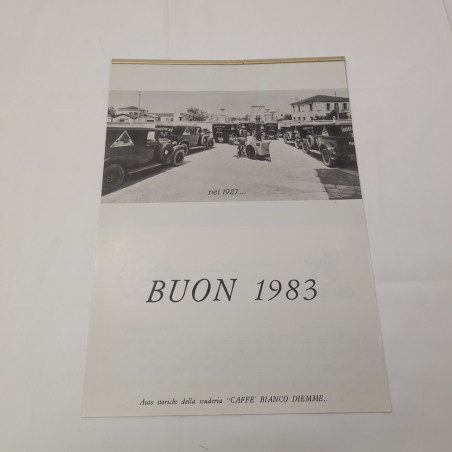 nel 1927...
BUON 1983
Auto storiche della scuderia "CAFFE' BIANCO DIEMME„